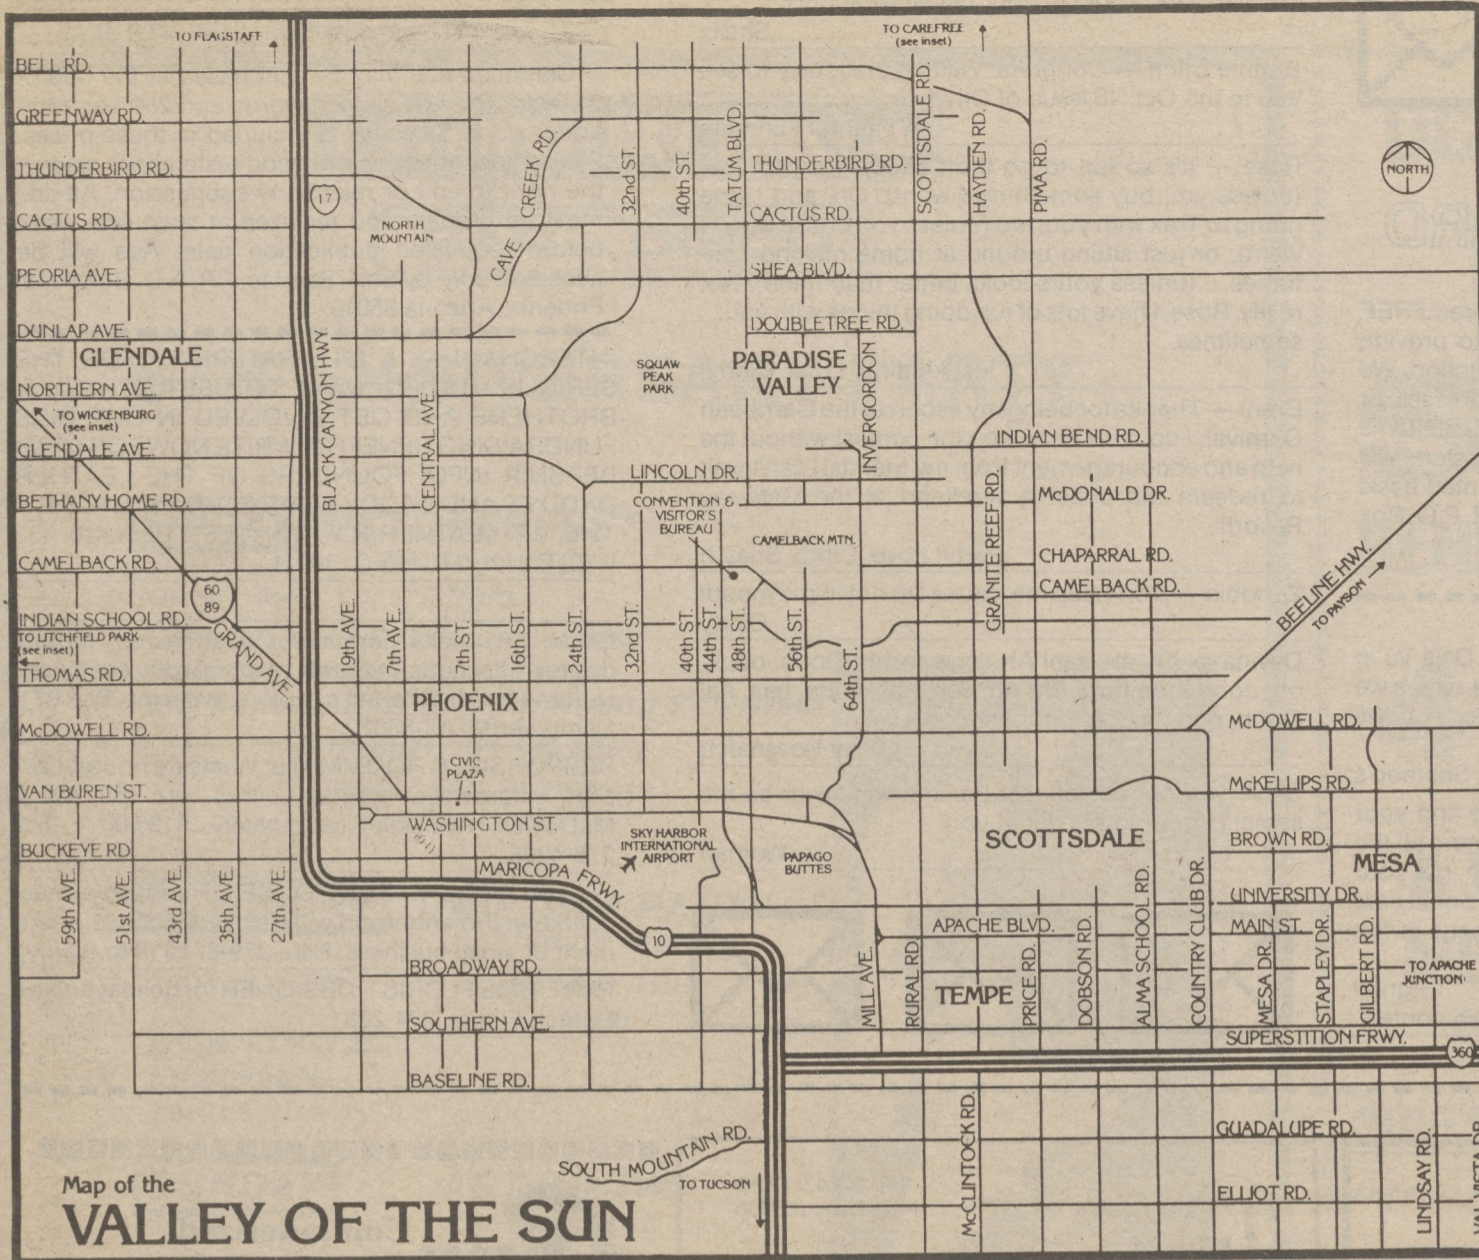 TO FLAGSTAFF
TO CAREFREE
(see inset)
BELL RD.
GREENWAY RD.
THUNDERBIRD RD.
CACTUS RD.
PEORIA AVE.
DUNLAP AVE.
GLENDALE
NORTHERN AVE.
TO WICKENBURG
(see inset)
GLENDALE AVE.
BETHANY HOME RD.
CAMELBACK RD.
60
89
INDIAN SCHOOL RD.
TO LITCHFIELD PARK
(see inset)
THOMAS RD.
GRAND AVE.
McDOWELL RD.
VAN BUREN ST.
BUCKEYE RD
59th AVE.
51st AVE.
43rd AVE.
35th AVE.
27th AVE.
17
NORTH
MOUNTAIN
CAVE CREEK RD.
32nd ST.
40th ST.
TATUM BLVD.
THUNDERBIRD RD.
CACTUS RD.
SHEA BLVD.
DOUBLETREE RD.
SCOTTSDALE RD.
HAYDEN RD.
PIMA RD.
NORTH
BLACK CANYON HWY.
CENTRAL AVE.
SQUAW
PEAK
PARK
PARADISE
VALLEY
INVERGORDON
INDIAN BEND RD.
LINCOLN DR.
CONVENTION &
VISITOR'S
BUREAU
CAMELBACK MTN.
GRANITE REEF RD.
McDONALD DR.
CHAPARRAL RD.
CAMELBACK RD.
BEELINE HWY.
TO PAYSON
19th AVE.
7th AVE.
7th ST.
16th ST.
24th ST.
32nd ST.
40th ST.
44th ST.
48th ST.
56th ST.
64th ST.
PHOENIX
McDOWELL RD.
CIVIC
PLAZA
McKELLIPS RD.
WASHINGTON ST.
SKY HARBOR
INTERNATIONAL
AIRPORT
PAPAGO
BUTTES
SCOTTSDALE
BROWN RD.
MESA
MARICOPA FRWY.
10
UNIVERSITY DR.
APACHE BLVD.
MAIN ST.
BROADWAY RD.
MILL AVE.
RURAL RD.
TEMPE
PRICE RD.
DOBSON RD.
ALMA SCHOOL RD.
COUNTRY CLUB DR.
MESA DR.
STAPLEY DR.
GILBERT RD.
TO APACHE
JUNCTION
SOUTHERN AVE.
SUPERSTITION FRWY.
360
BASELINE RD.
SOUTH MOUNTAIN RD.
TO TUCSON
McCLINTOCK RD.
GUADALUPE RD.
ELLIOT RD.
LINDSAY RD.
VAL VISTA DR.
Map of the
VALLEY OF THE SUN